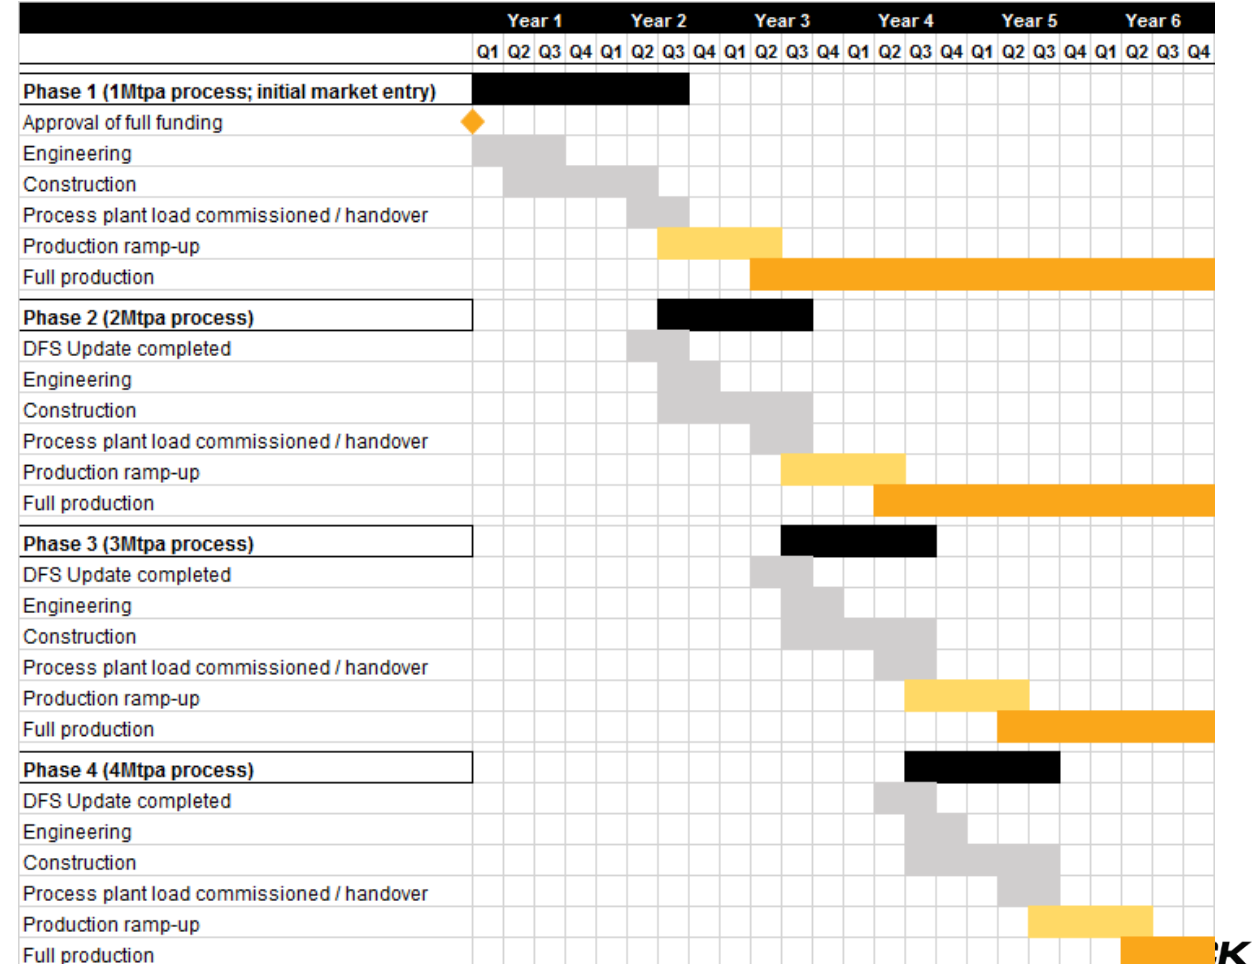 Year 1 Year 2 Year 3 Year 4 Year 5 Year 6
Q1 Q2 Q3 Q4 Q1 Q2 Q3 Q4 Q1 Q2 Q3 Q4 Q1 Q2 Q3 Q4 Q1 Q2 Q3 Q4 Q1 Q2 Q3 Q4
Phase 1 (1Mtpa process; initial market entry)
Approval of full funding
Engineering
Construction
Process plant load commissioned / handover
Production ramp-up
Full production
Phase 2 (2Mtpa process)
DFS Update completed
Engineering
Construction
Process plant load commissioned / handover
Production ramp-up
Full production
Phase 3 (3Mtpa process)
DFS Update completed
Engineering
Construction
Process plant load commissioned / handover
Production ramp-up
Full production
Phase 4 (4Mtpa process)
DFS Update completed
Engineering
Construction
Process plant load commissioned / handover
Production ramp-up
Full production